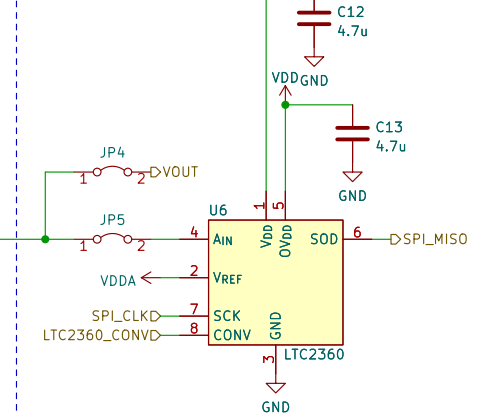 C12
4.7u
VDD
GND
C13
4.7u
GND
JP4
1
2
VOUT
JP5
1
2
U6
1
5
4
AIN
VDD
OVDD
SOD
6
SPI_MISO
VDDA
2
VREF
SPI_CLK
7
SCK
LTC2360_CONV
8
CONV
GND
3
LTC2360
GND